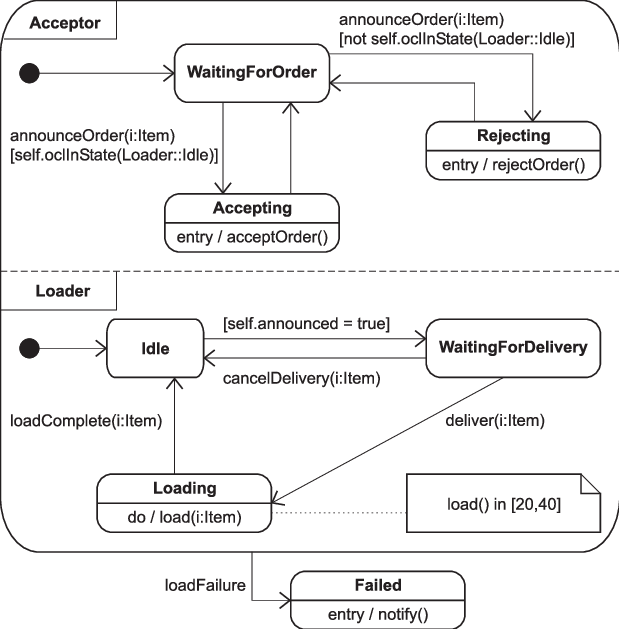 Acceptor
announceOrder(i:Item)
[not self.oclInState(Loader::Idle)]
WaitingForOrder
announceOrder(i:Item)
[self.oclInState(Loader::Idle)]
Rejecting
entry / rejectOrder()
Accepting
entry / acceptOrder()
Loader
Idle
[self.announced = true]
WaitingForDelivery
cancelDelivery(i:Item)
loadComplete(i:Item)
deliver(i:Item)
Loading
do / load(i:Item)
load() in [20,40]
loadFailure
Failed
entry / notify()